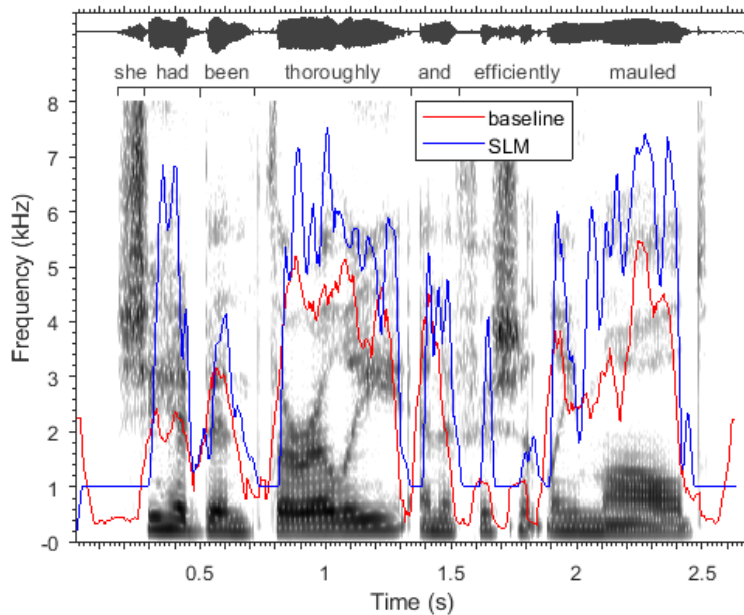 she had been thoroughly and efficiently mauled
8
baseline
7
SLM
6
5
4
3
2
1
-0
Frequency (kHz)
0.5 1 1.5 2 2.5
Time (s)